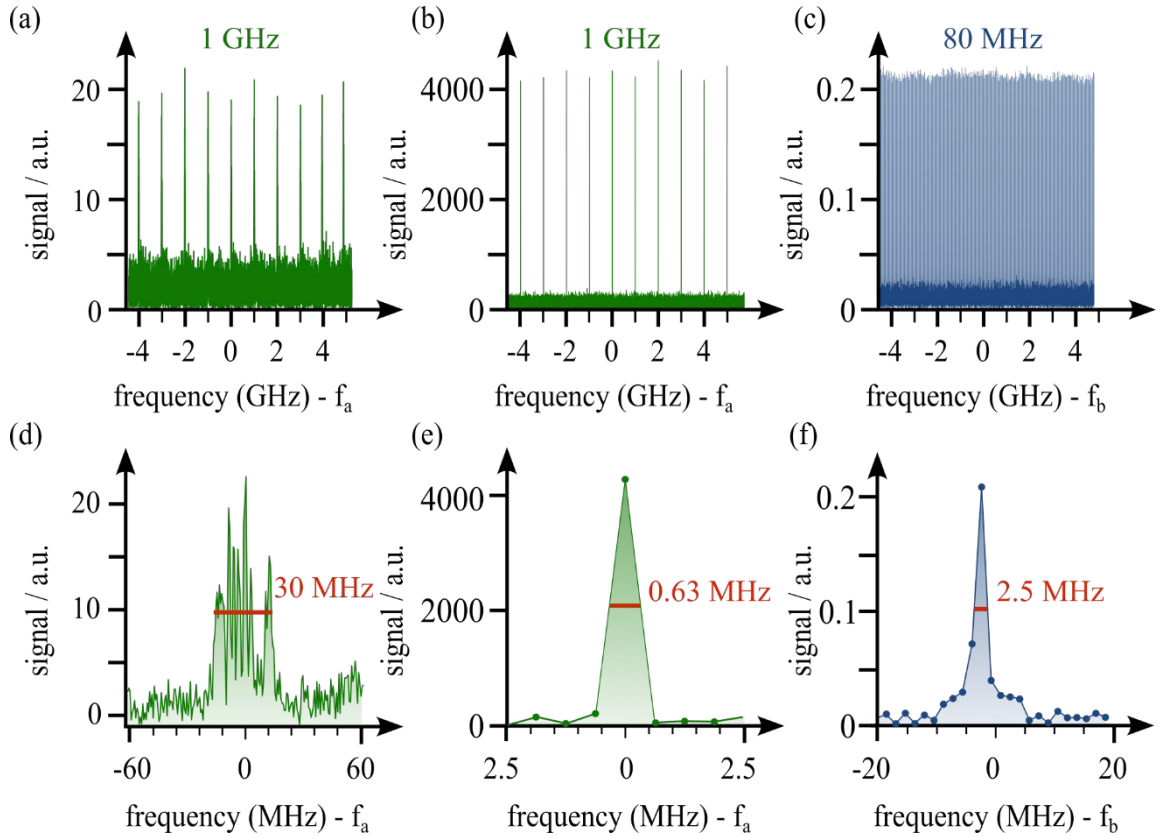 (a)
1 GHz
20
10
0
signal / a.u.
-4 -2 0 2 4
frequency (GHz) - fₐ
(b)
1 GHz
4000
2000
0
signal / a.u.
-4 -2 0 2 4
frequency (GHz) - fₐ
(c)
80 MHz
0.2
0.1
0
signal / a.u.
-4 -2 0 2 4
frequency (GHz) - f_b
(d)
20
10
0
signal / a.u.
30 MHz
-60 0 60
frequency (MHz) - fₐ
(e)
4000
2000
0
signal / a.u.
0.63 MHz
2.5 0 2.5
frequency (MHz) - fₐ
(f)
0.2
0.1
0
signal / a.u.
2.5 MHz
-20 0 20
frequency (MHz) - f_b